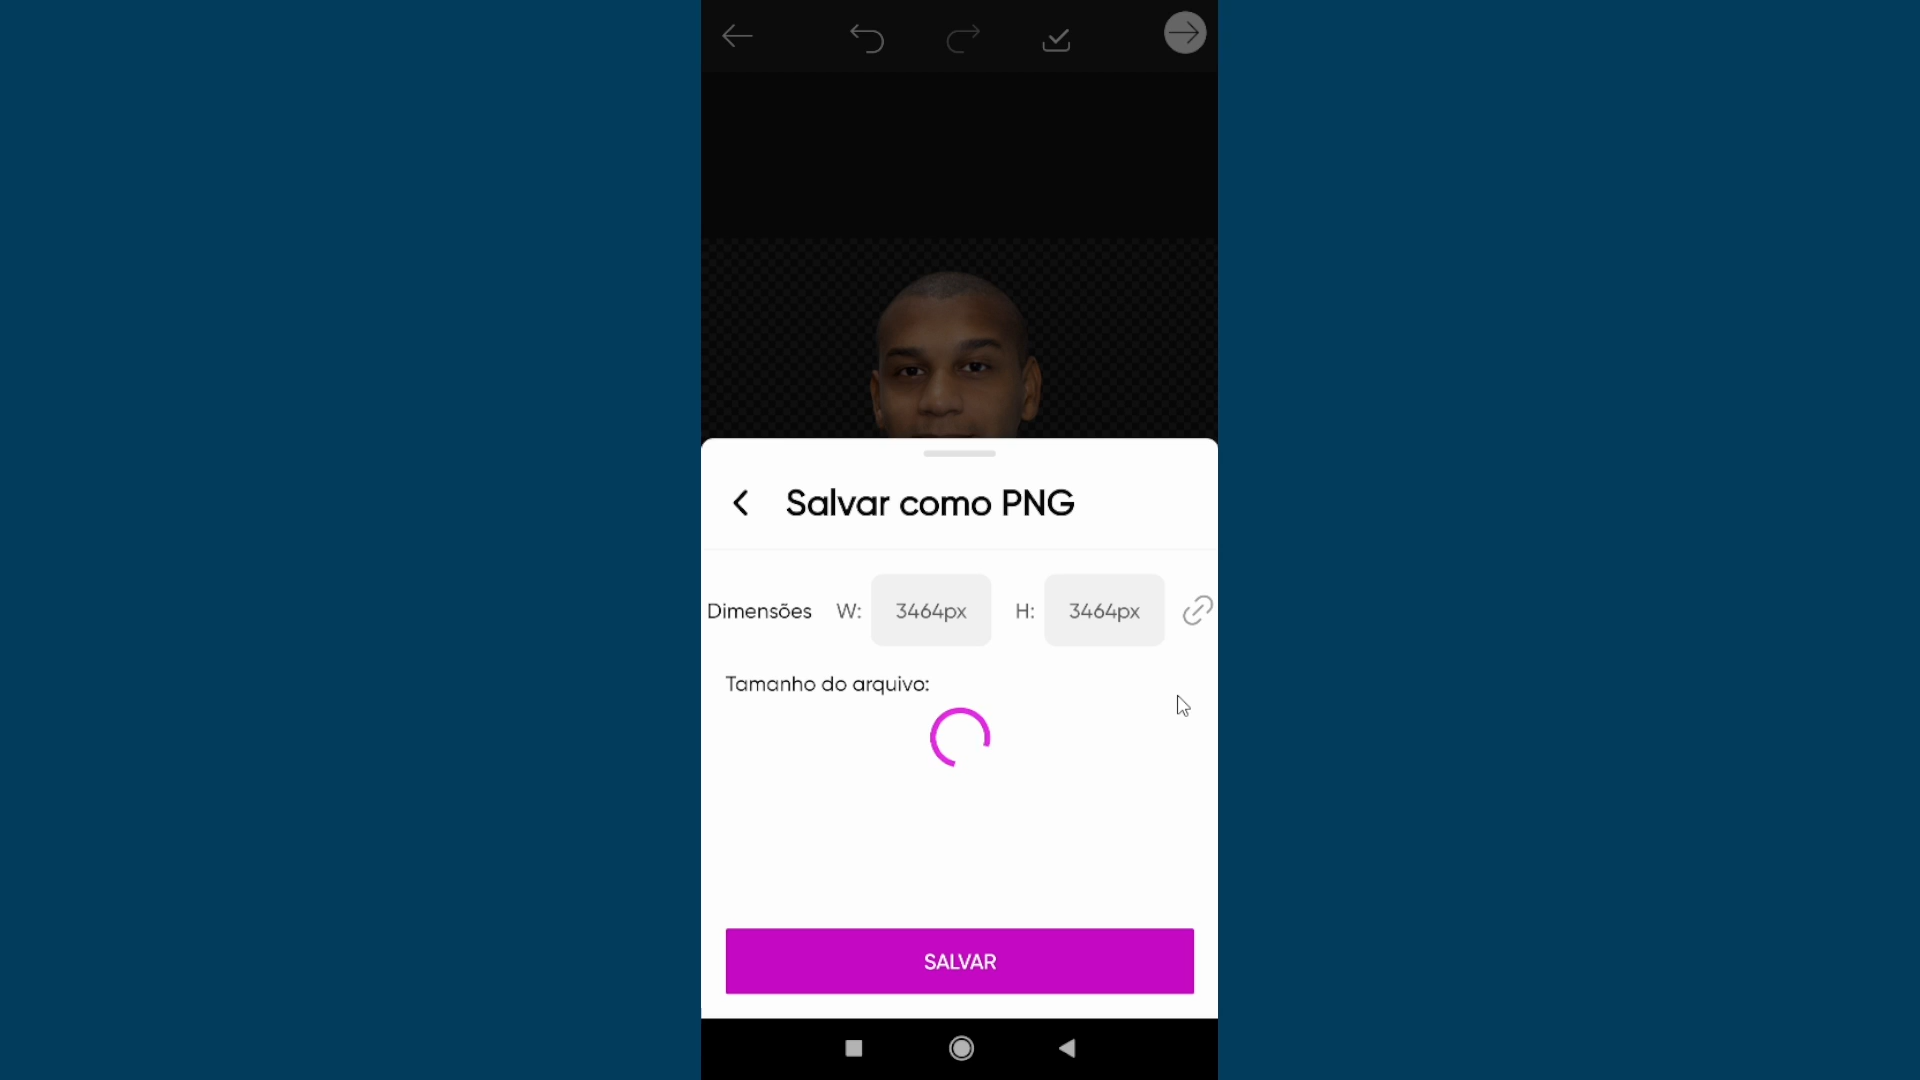 Salvar como PNG
Dimensões W: 3464px H: 3464px
Tamanho do arquivo:
SALVAR